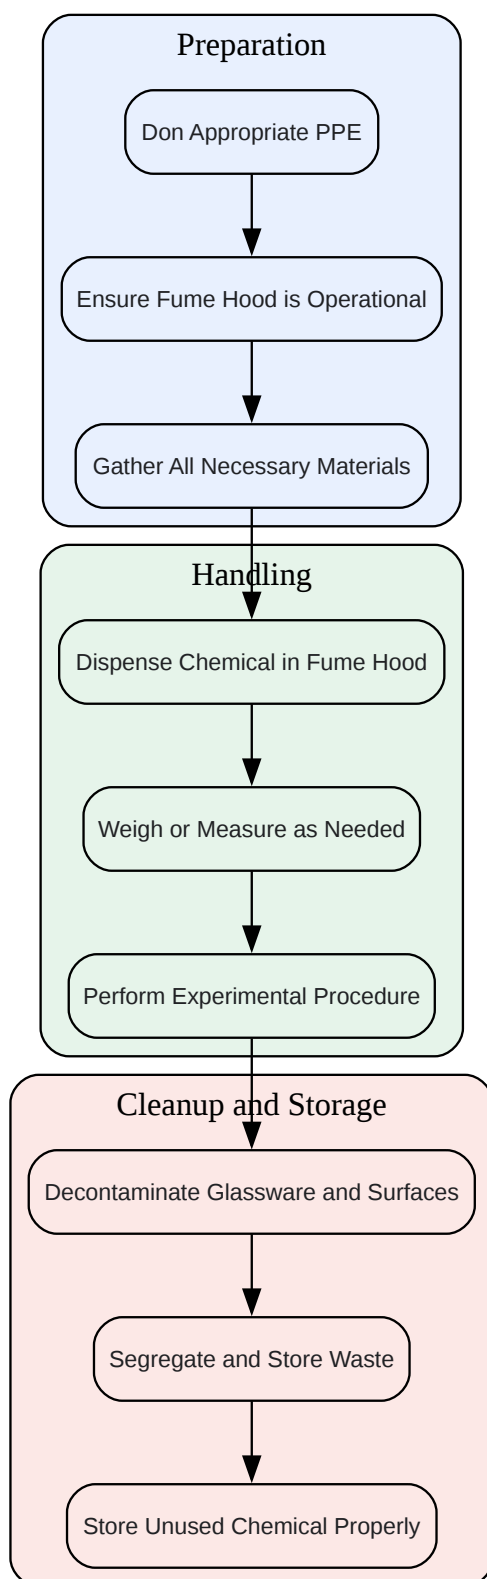 Preparation
Don Appropriate PPE
Ensure Fume Hood is Operational
Gather All Necessary Materials
Handling
Dispense Chemical in Fume Hood
Weigh or Measure as Needed
Perform Experimental Procedure
Cleanup and Storage
Decontaminate Glassware and Surfaces
Segregate and Store Waste
Store Unused Chemical Properly